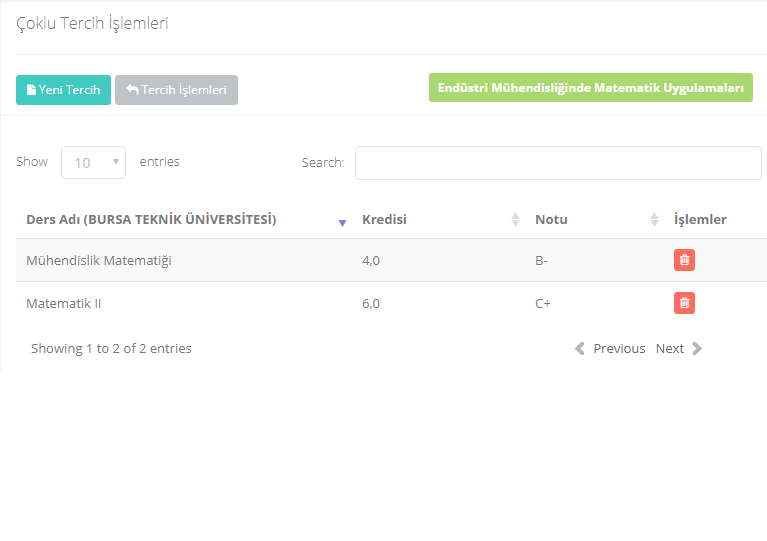 Çoklu Tercih İşlemleri
Yeni Tercih Tercih İşlemleri Endüstri Mühendisliğinde Matematik Uygulamaları
Show 10 entries Search:
Ders Adı (BURSA TEKNİK ÜNİVERSİTESİ) Kredisi Notu İşlemler
Mühendislik Matematiği 4,0 B-
Matematik II 6,0 C+
Showing 1 to 2 of 2 entries Previous Next